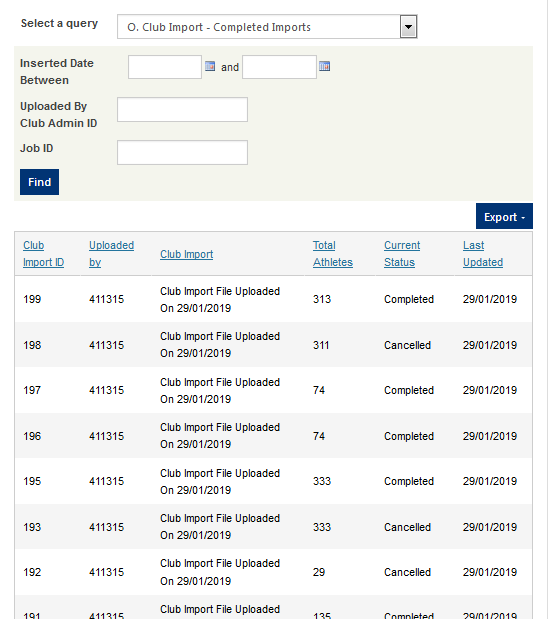 Select a query
O. Club Import - Completed Imports
Inserted Date
Between
and
Uploaded By
Club Admin ID
Job ID
Find
Export -
Club Uploaded Total Current Last
Import ID by Club Import Athletes Status Updated
Club Import File Uploaded
199 411315 313 Completed 29/01/2019
On 29/01/2019
Club Import File Uploaded
198 411315 311 Cancelled 29/01/2019
On 29/01/2019
Club Import File Uploaded
197 411315 74 Completed 29/01/2019
On 29/01/2019
Club Import File Uploaded
196 411315 74 Completed 29/01/2019
On 29/01/2019
Club Import File Uploaded
195 411315 333 Completed 29/01/2019
On 29/01/2019
Club Import File Uploaded
193 411315 333 Cancelled 29/01/2019
On 29/01/2019
Club Import File Uploaded
192 411315 29 Cancelled 29/01/2019
On 29/01/2019
Club Import File Uploaded
191 411315 135 Completed 29/01/2019